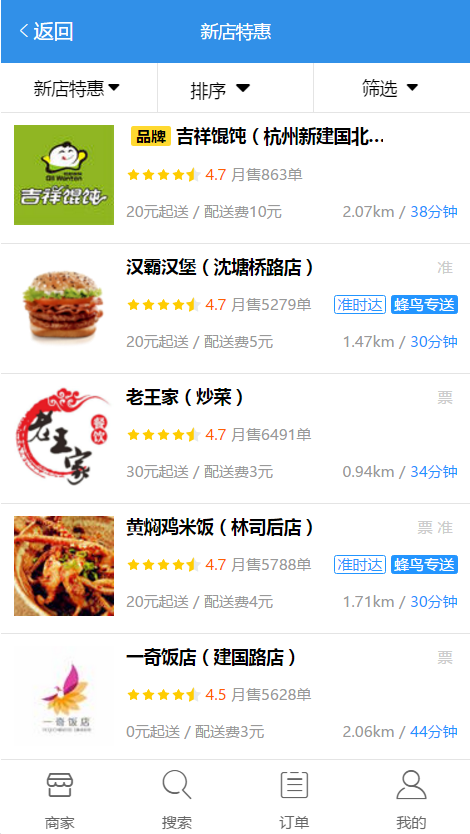 返回
新店特惠
新店特惠 排序 筛选
Oli Wanton
吉祥馄饨
品牌 吉祥馄饨（杭州新建国北...
4.7 月售863单
20元起送 / 配送费10元 2.07km / 38分钟
汉霸汉堡（沈塘桥路店） 准
4.7 月售5279单 准时达 蜂鸟专送
20元起送 / 配送费5元 1.47km / 30分钟
老王家 餐饮
老王家（炒菜） 票
4.7 月售6491单
30元起送 / 配送费3元 0.94km / 34分钟
黄焖鸡米饭（林司后店） 票 准
4.7 月售5788单 准时达 蜂鸟专送
20元起送 / 配送费4元 1.71km / 30分钟
一奇饭店
一奇饭店（建国路店） 票
4.5 月售5628单
0元起送 / 配送费3元 2.06km / 44分钟
商家 搜索 订单 我的